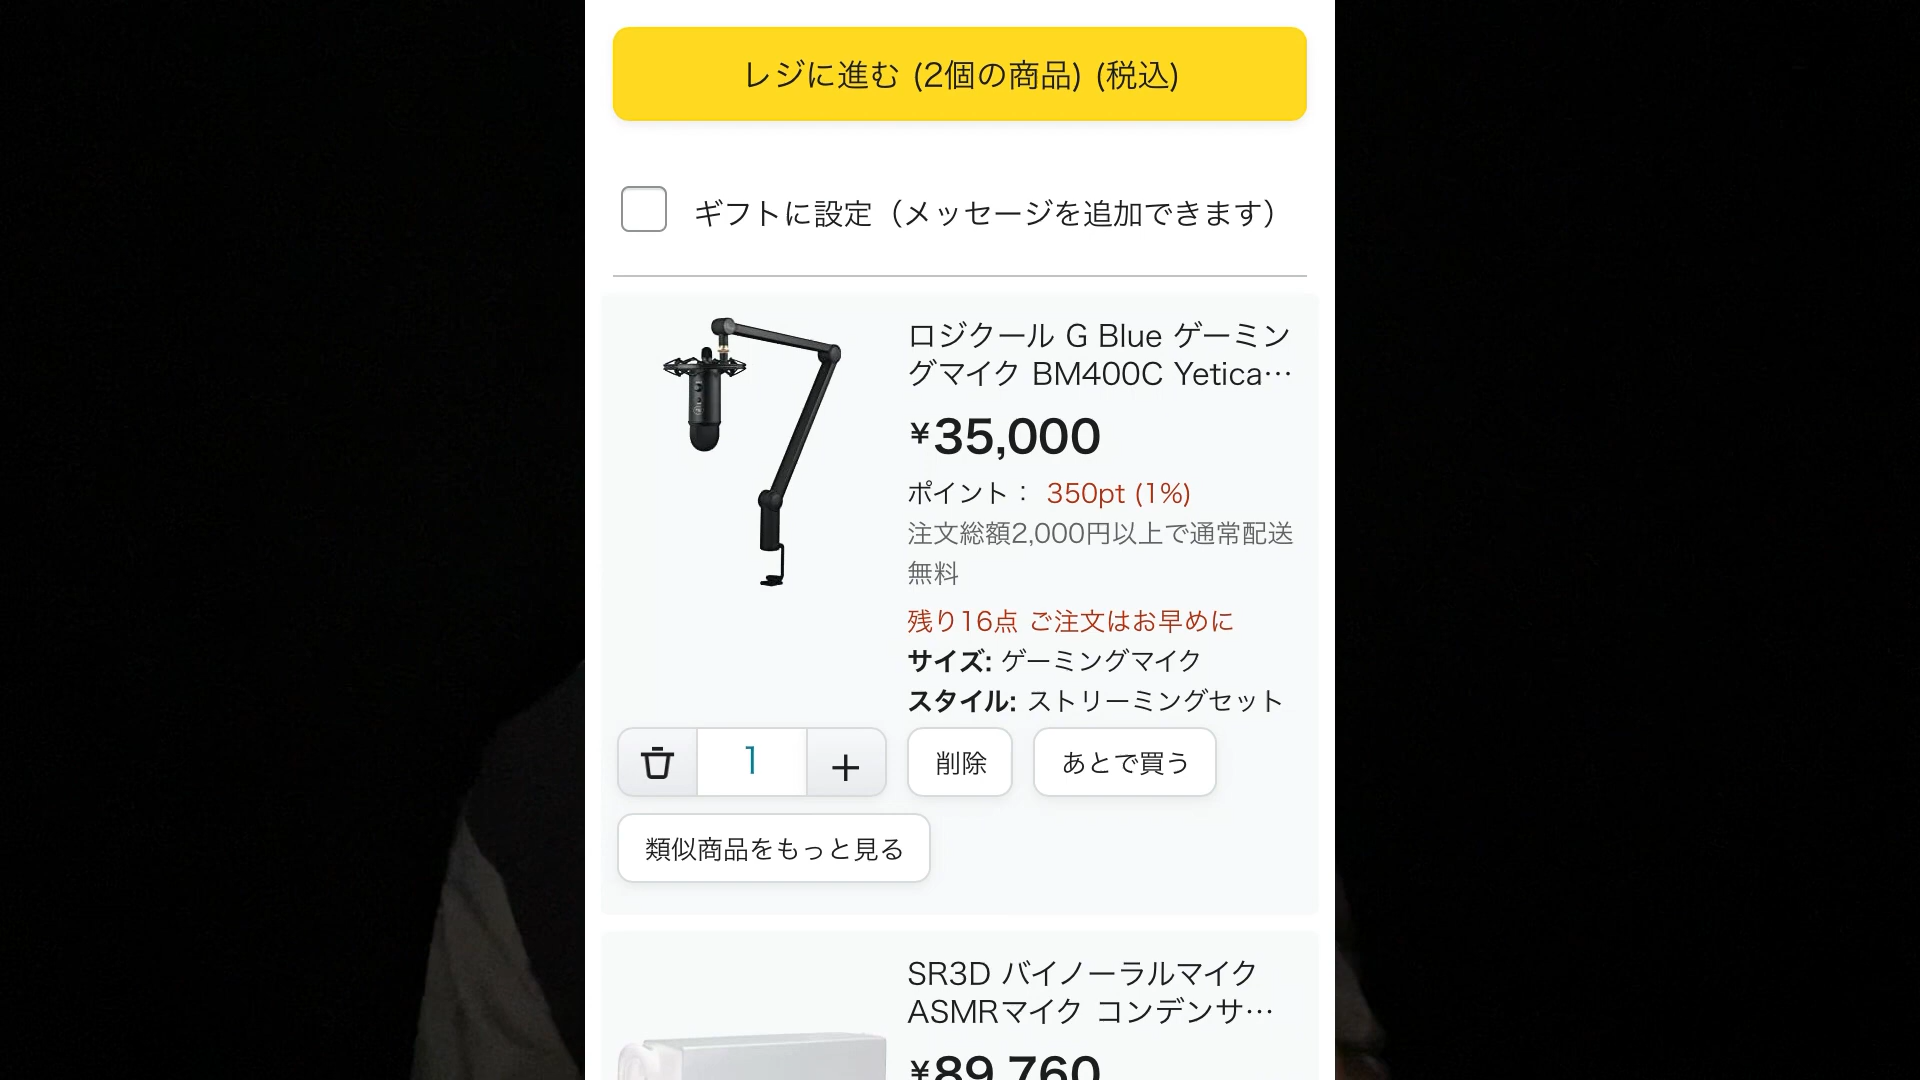 レジに進む (2個の商品) (税込)
ギフトに設定（メッセージを追加できます）
ロジクール G Blue ゲーミン
グマイク BM400C Yetica…
¥35,000
ポイント： 350pt (1%)
注文総額2,000円以上で通常配送
無料
残り16点 ご注文はお早めに
サイズ: ゲーミングマイク
スタイル: ストリーミングセット
1
削除
あとで買う
類似商品をもっと見る
SR3D バイノーラルマイク
ASMRマイク コンデンサ…
¥89,760